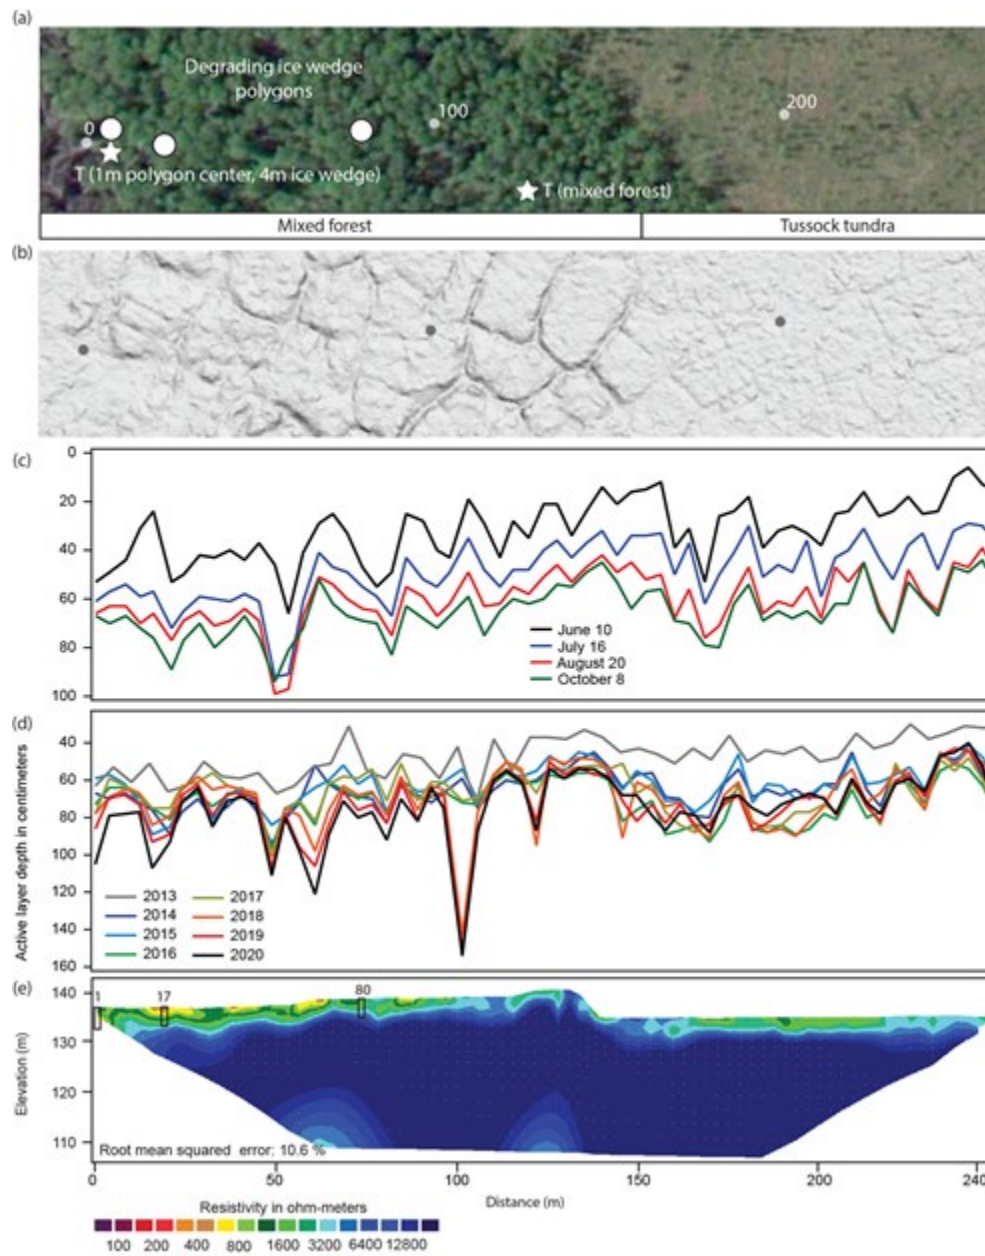 (a)
Degrading ice wedge
polygons
0
100
200
T (1m polygon center, 4m ice wedge)
T (mixed forest)
Mixed forest
Tussock tundra
(b)
(c)
0
20
40
60
80
100
June 10
July 16
August 20
October 8
(d)
Active layer depth in centimeters
40
60
80
100
120
140
160
2013
2014
2015
2016
2017
2018
2019
2020
(e)
Elevation (m)
140
130
120
110
1
17
80
Root mean squared error: 10.6 %
0
50
100
150
200
240
Distance (m)
Resistivity in ohm-meters
100 200 400 800 1600 3200 6400 12800